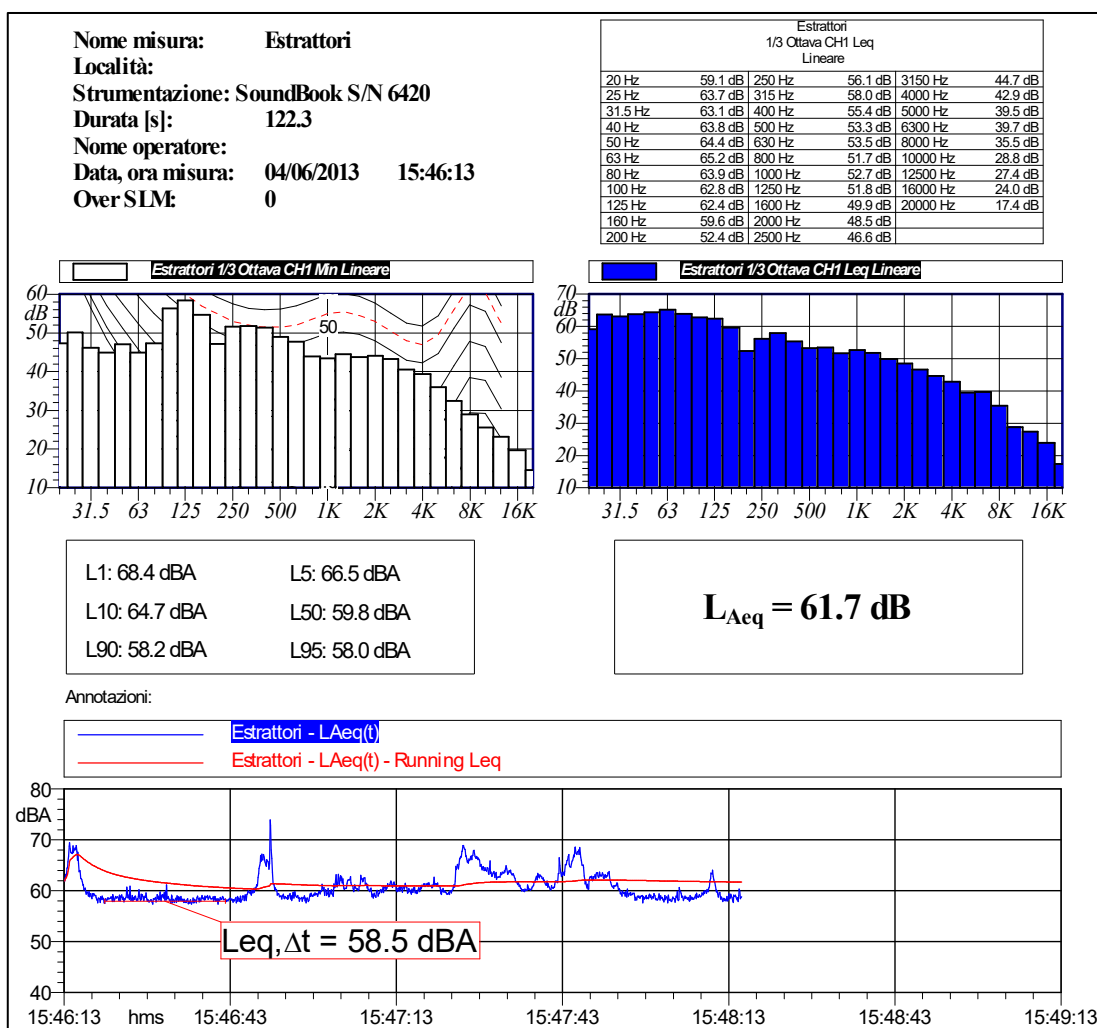 Nome misura: Estrattori
Località:
Strumentazione: SoundBook S/N 6420
Durata [s]: 122.3
Nome operatore:
Data, ora misura: 04/06/2013 15:46:13
Over SLM: 0
Estrattori
1/3 Ottava CH1 Leq
Lineare
20 Hz 59.1 dB 250 Hz 56.1 dB 3150 Hz 44.7 dB
25 Hz 63.7 dB 315 Hz 58.0 dB 4000 Hz 42.9 dB
31.5 Hz 63.1 dB 400 Hz 55.4 dB 5000 Hz 39.5 dB
40 Hz 63.8 dB 500 Hz 53.3 dB 6300 Hz 39.7 dB
50 Hz 64.4 dB 630 Hz 53.5 dB 8000 Hz 35.5 dB
63 Hz 65.2 dB 800 Hz 51.7 dB 10000 Hz 28.8 dB
80 Hz 63.9 dB 1000 Hz 52.7 dB 12500 Hz 27.4 dB
100 Hz 62.8 dB 1250 Hz 51.8 dB 16000 Hz 24.0 dB
125 Hz 62.4 dB 1600 Hz 49.9 dB 20000 Hz 17.4 dB
160 Hz 59.6 dB 2000 Hz 48.5 dB
200 Hz 52.4 dB 2500 Hz 46.6 dB
Estrattori 1/3 Ottava CH1 Min Lineare
60
dB
50
40
30
20
10
50
31.5 63 125 250 500 1K 2K 4K 8K 16K
Estrattori 1/3 Ottava CH1 Leq Lineare
70
dB
60
50
40
30
20
10
31.5 63 125 250 500 1K 2K 4K 8K 16K
L1: 68.4 dBA L5: 66.5 dBA
L10: 64.7 dBA L50: 59.8 dBA
L90: 58.2 dBA L95: 58.0 dBA
LAeq = 61.7 dB
Annotazioni:
Estrattori - LAeq(t)
Estrattori - LAeq(t) - Running Leq
80
dBA
70
60
50
40
Leq,Δt = 58.5 dBA
15:46:13 hms 15:46:43 15:47:13 15:47:43 15:48:13 15:48:43 15:49:13